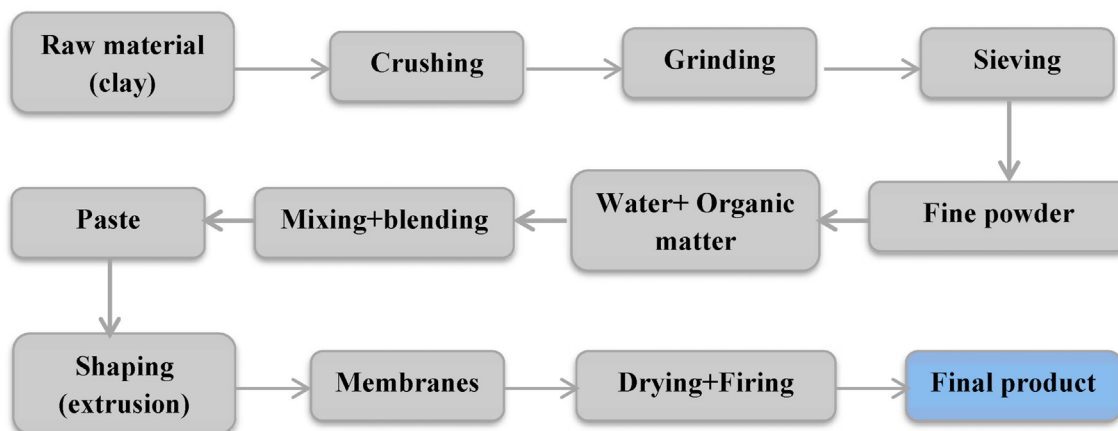 Raw material
(clay)
Crushing
Grinding
Sieving
Fine powder
Water+ Organic
matter
Mixing+blending
Paste
Shaping
(extrusion)
Membranes
Drying+Firing
Final product